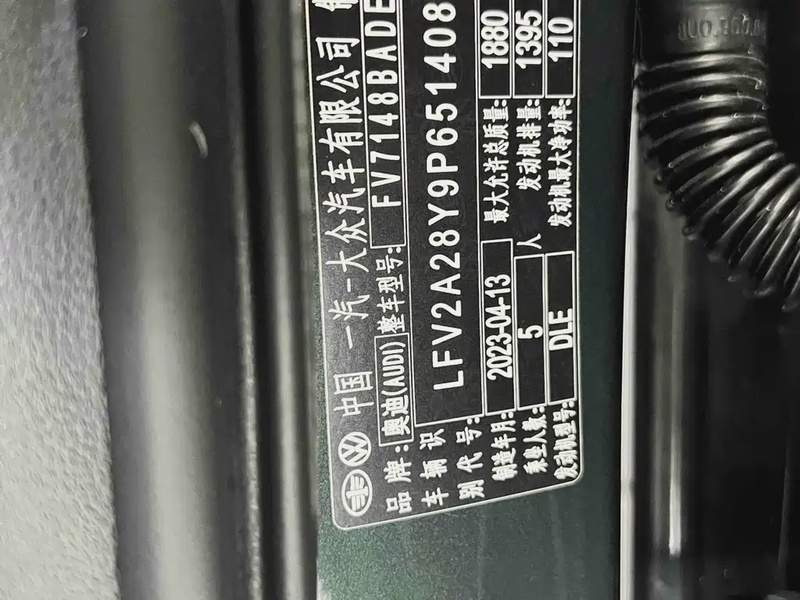 中国 一汽-大众汽车有限公司 制
品牌: 奥迪(AUDI) 整车型号: FV7148BADE
车辆识别代号: LFV2A28Y9P651408
制造年月: 2023-04-13 最大允许总质量: 1880
乘坐人数: 5 人 发动机排量: 1395
发动机型号: DLE 发动机最大净功率: 110